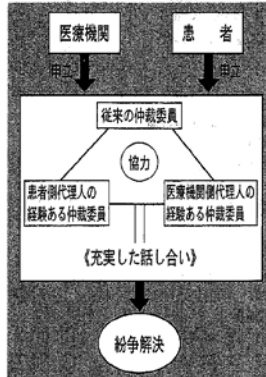 医療機関
患者
申立
申立
従来の仲裁委員
協力
患者側代理人の
経験ある仲裁委員
医療機関側代理人の
経験ある仲裁委員
《充実した話し合い》
紛争解決